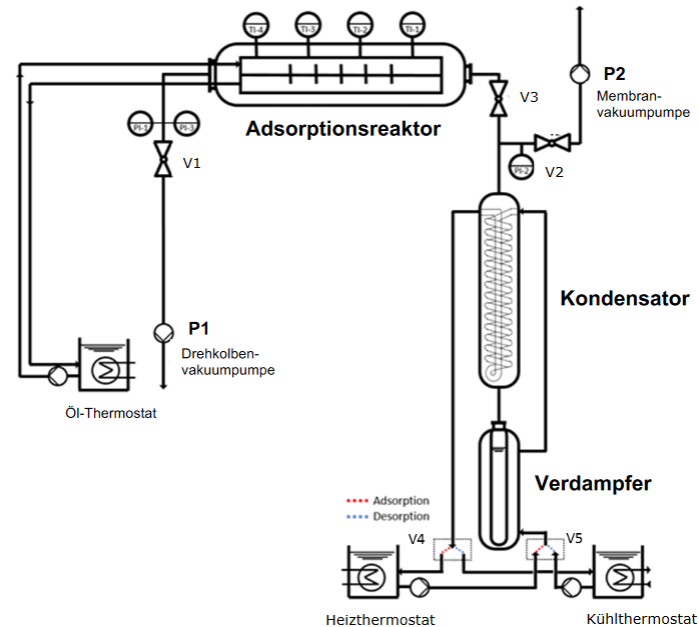 TI-4
TI-3
TI-2
TI-1
P2
Membran-
vakuumpumpe
V3
Adsorptionsreaktor
PI-1
PI-3
V1
PI-2
V2
Kondensator
P1
Drehkolben-
vakuumpumpe
Öl-Thermostat
Verdampfer
Adsorption
Desorption
V4
V5
Heizthermostat
Kühlthermostat